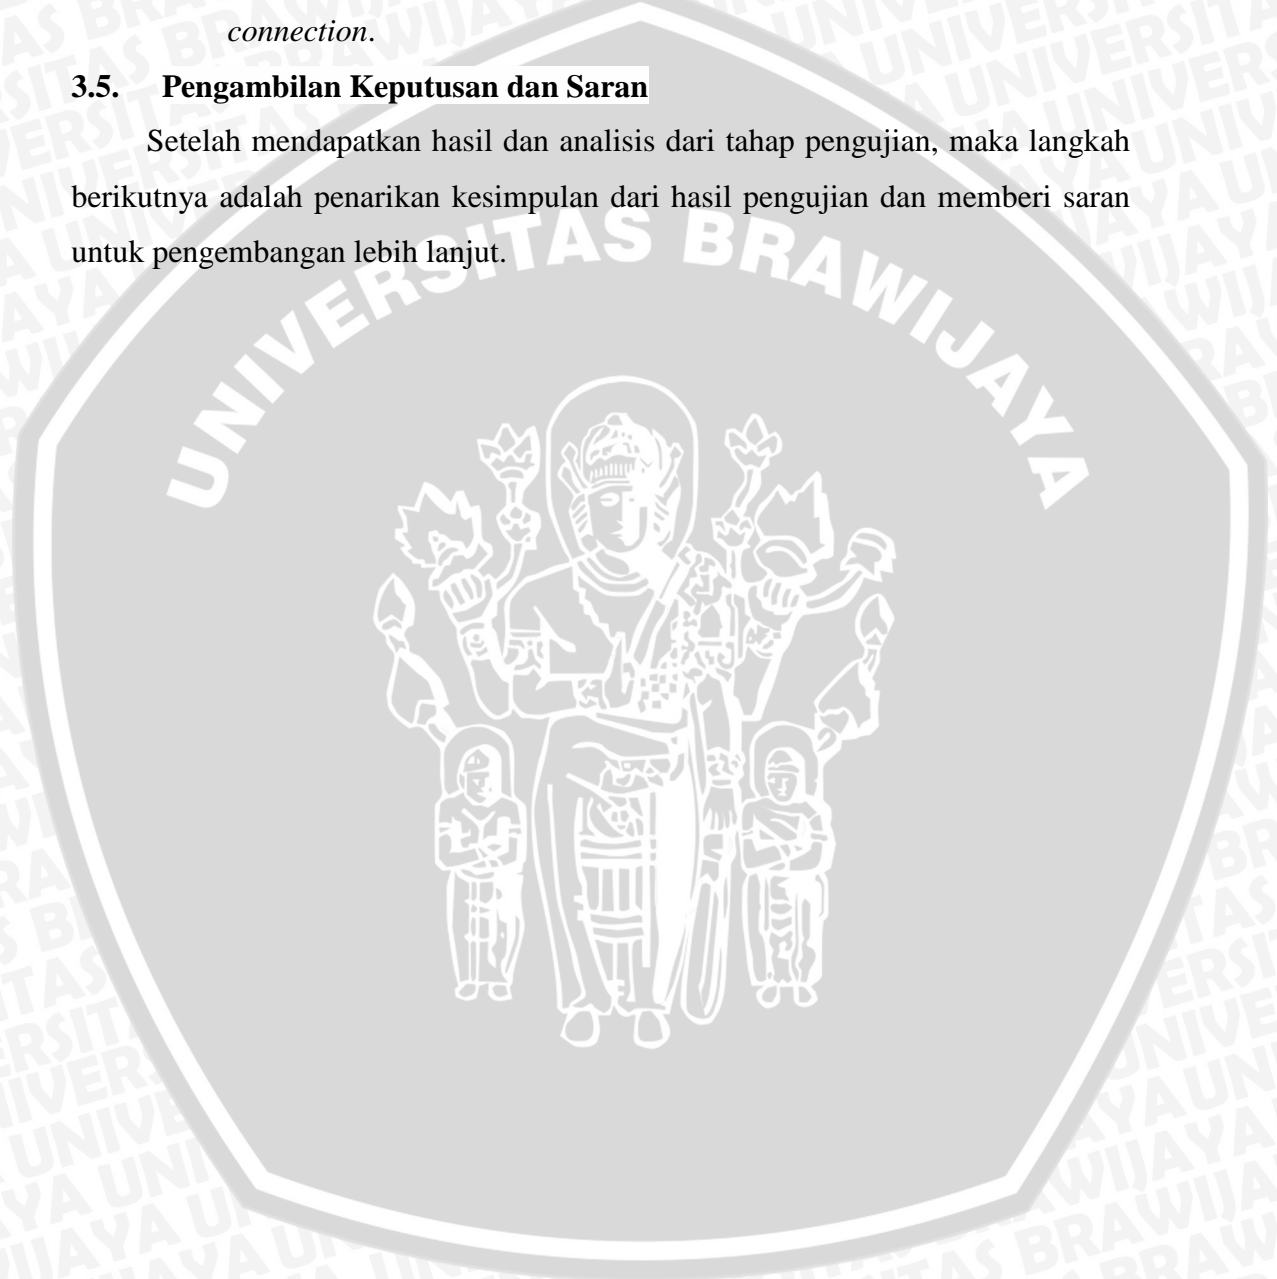 connection.
3.5. Pengambilan Keputusan dan Saran
Setelah mendapatkan hasil dan analisis dari tahap pengujian, maka langkah
berikutnya adalah penarikan kesimpulan dari hasil pengujian dan memberi saran
untuk pengembangan lebih lanjut.
UNIVERSITAS BRAWIJAYA